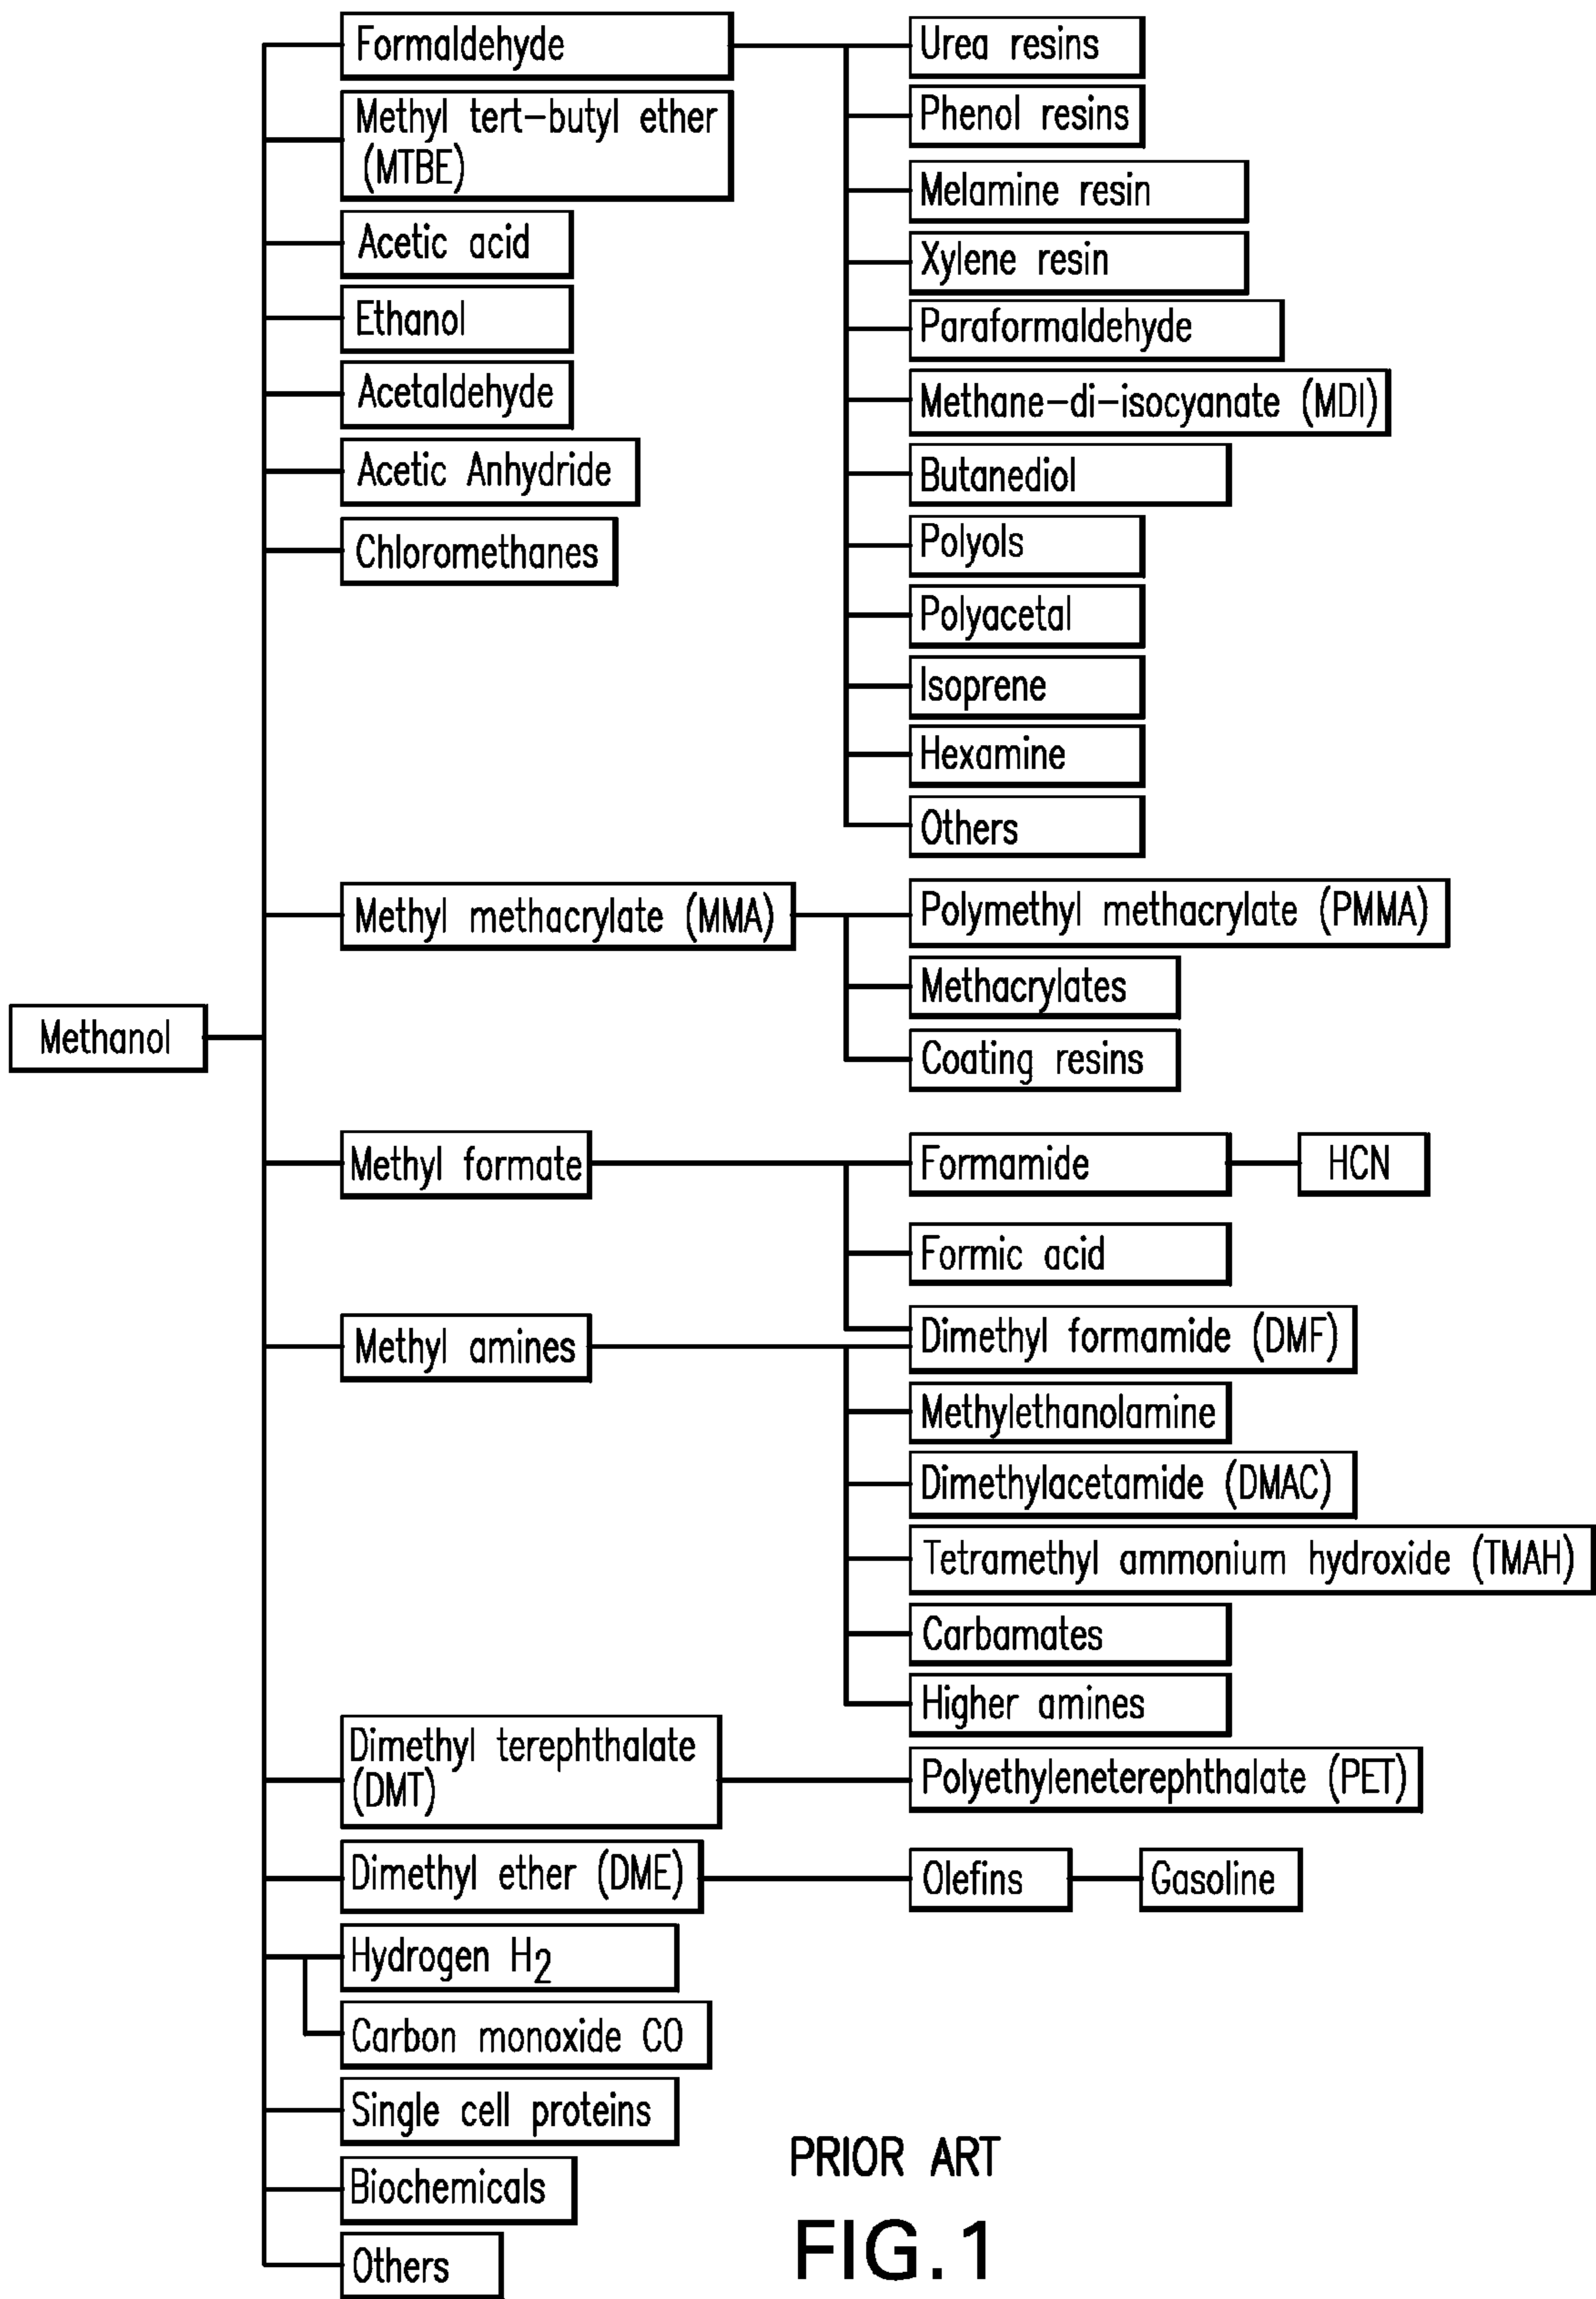 Formaldehyde
Methyl tert-butyl ether
(MTBE)
Acetic acid
Ethanol
Acetaldehyde
Acetic Anhydride
Chloromethanes
Urea resins
Phenol resins
Melamine resin
Xylene resin
Paraformaldehyde
Methane-di-isocyanate (MDI)
Butanediol
Polyols
Polyacetal
Isoprene
Hexamine
Others
Methyl methacrylate (MMA)
Polymethyl methacrylate (PMMA)
Methacrylates
Coating resins
Methanol
Methyl formate
Formamide
HCN
Formic acid
Methyl amines
Dimethyl formamide (DMF)
Methylethanolamine
Dimethylacetamide (DMAC)
Tetramethyl ammonium hydroxide (TMAH)
Carbamates
Higher amines
Dimethyl terephthalate
(DMT)
Polyethyleneterephthalate (PET)
Dimethyl ether (DME)
Olefins
Gasoline
Hydrogen H2
Carbon monoxide CO
Single cell proteins
Biochemicals
Others
PRIOR ART
FIG.1